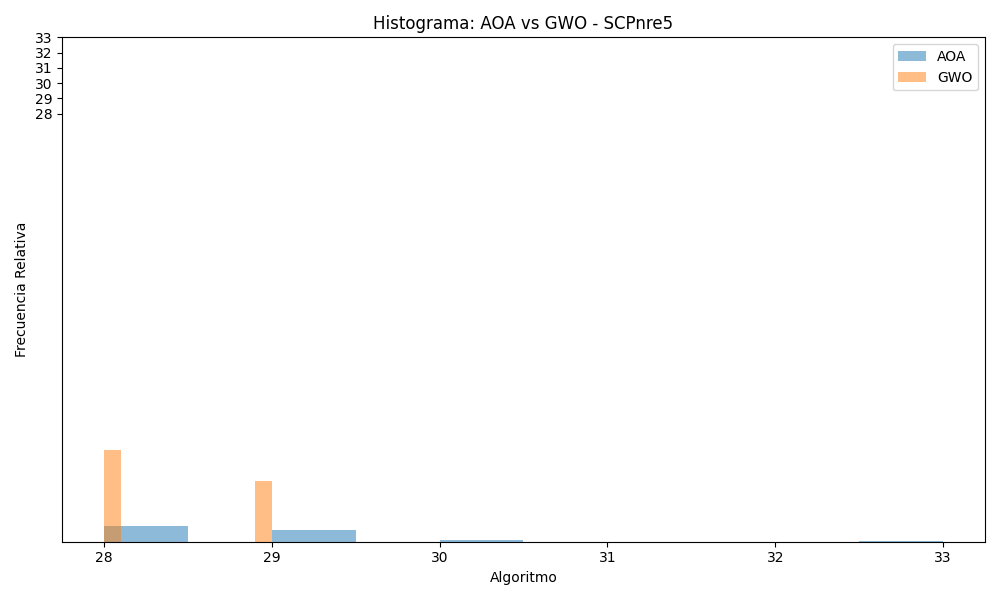 Histograma: AOA vs GWO - SCPnre5
AOA
GWO
33
32
31
30
29
28
Frecuencia Relativa
28
29
30
31
32
33
Algoritmo